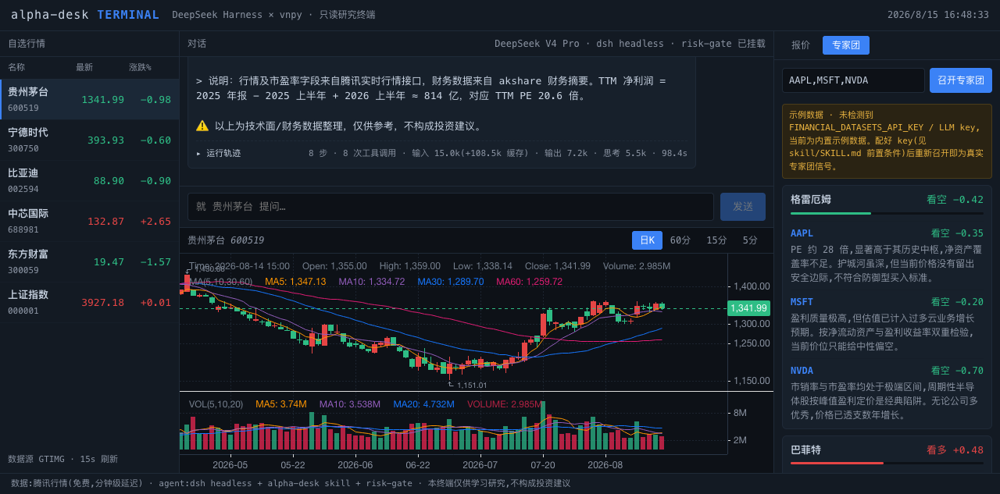 alpha-desk TERMINAL DeepSeek Harness × vnpy · 只读研究终端 2026/8/15 16:48:33
自选行情
名称 最新 涨跌%
贵州茅台 1341.99 −0.98
600519
宁德时代 393.93 −0.60
300750
比亚迪 88.90 −0.90
002594
中芯国际 132.87 +2.65
688981
东方财富 19.47 −1.57
300059
上证指数 3927.18 +0.01
000001
数据源 GTIMG · 15s 刷新
对话 DeepSeek V4 Pro · dsh headless · risk-gate 已挂载
> 说明: 行情及市盈率字段来自腾讯实时行情接口，财务数据来自 akshare 财务摘要。TTM 净利润 =
2025 年报 − 2025 上半年 + 2026 上半年 ≈ 814 亿，对应 TTM PE 20.6 倍。
⚠️ 以上为技术面/财务数据整理，仅供参考，不构成投资建议。
▸ 运行轨迹 8 步 · 8 次工具调用 · 输入 15.0k(+108.5k 缓存) · 输出 7.2k · 思考 5.5k · 98.4s
就 贵州茅台 提问… 发送
贵州茅台 600519 日K 60分 15分 5分
Time: 2026-08-14 15:00 Open: 1,355.00 High: 1,359.00 Low: 1,338.14 Close: 1,341.99 Volume: 2.985M
MA(5,10,30,60) MA5: 1,347.13 MA10: 1,334.72 MA30: 1,289.70 MA60: 1,259.72
1,400.00
1,341.99
1,300.00
1,250.00
1,150.00
1,151.01
VOL(5,10,20) MA5: 3.74M MA10: 3.538M MA20: 4.732M VOLUME: 2.985M
8M
2M
2026-05 05-22 2026-06 06-22 2026-07 07-20 2026-08
报价 专家团
AAPL,MSFT,NVDA 召开专家团
示例数据 · 未检测到
FINANCIAL_DATASETS_API_KEY / LLM key,
当前为内置示例数据。配好 key(见
skill/SKILL.md 前置条件)后重新召开即为真实
专家团信号。
格雷厄姆 看空 −0.42
AAPL 看空 −0.35
PE 约 28 倍,显著高于其历史中枢,净资产覆
盖率不足。护城河虽深,但当前价格没有留出
安全边际,不符合防御型买入标准。
MSFT 看空 −0.20
盈利质量极高,但估值已计入过多云业务增长
预期。按净流动资产与盈利收益率双重检验,
当前价位只能给中性偏空。
NVDA 看空 −0.70
市销率与市盈率均处于极端区间,周期性半导
体股按峰值盈利定价是经典陷阱。无论公司多
优秀,价格已透支数年增长。
巴菲特 看多 +0.48
数据:腾讯行情(免费,分钟级延迟) · agent:dsh headless + alpha-desk skill + risk-gate · 本终端仅供学习研究,不构成投资建议